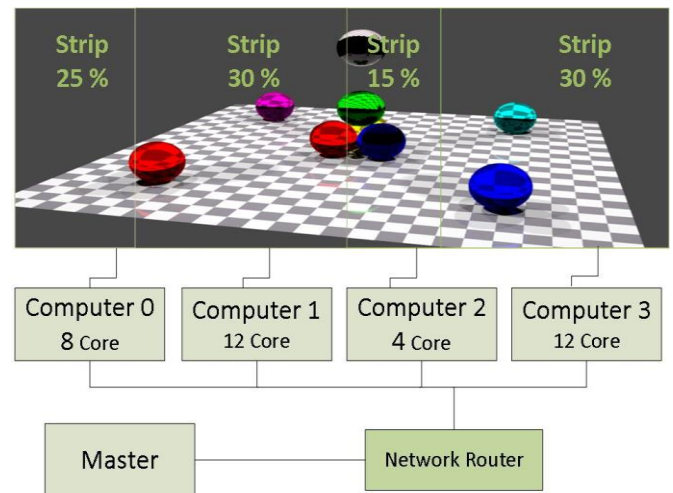 Strip
25 %
Strip
30 %
Strip
15 %
Strip
30 %
Computer 0
8 Core
Computer 1
12 Core
Computer 2
4 Core
Computer 3
12 Core
Master
Network Router